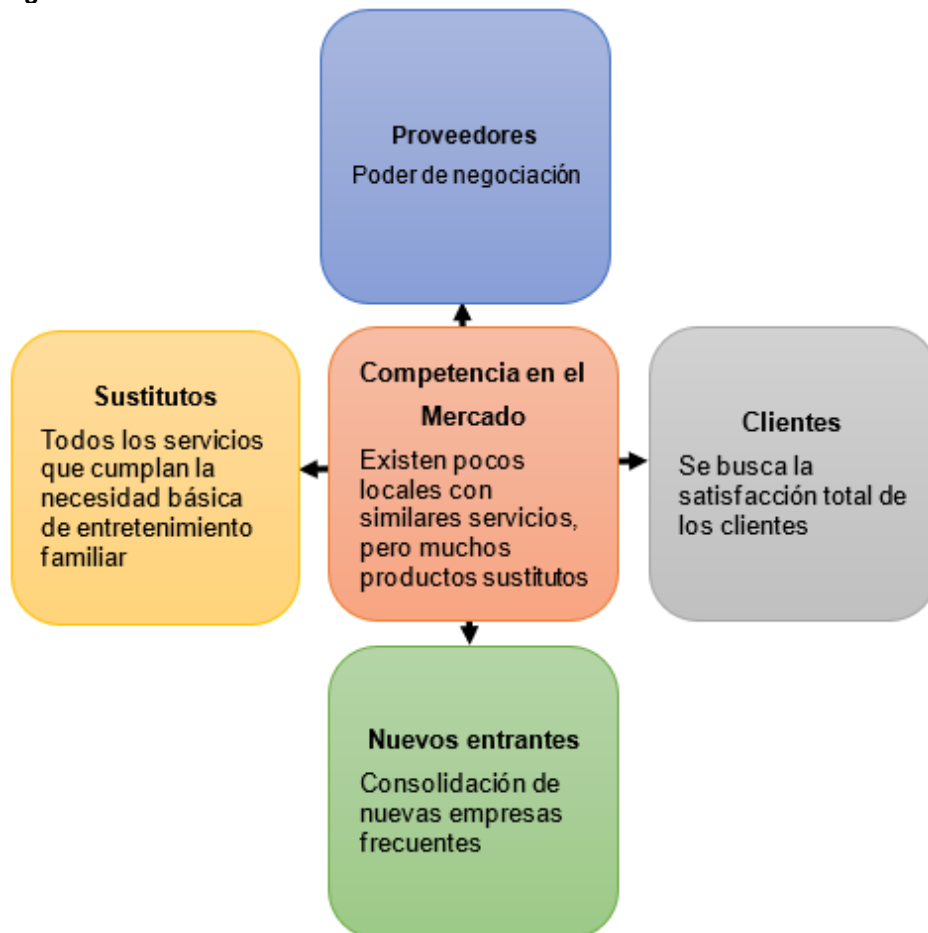 Proveedores
Poder de negociación
Sustitutos
Todos los servicios
que cumplan la
necesidad básica
de entretenimiento
familiar
Competencia en el
Mercado
Existen pocos
locales con
similares servicios,
pero muchos
productos sustitutos
Clientes
Se busca la
satisfacción total de
los clientes
Nuevos entrantes
Consolidación de
nuevas empresas
frecuentes